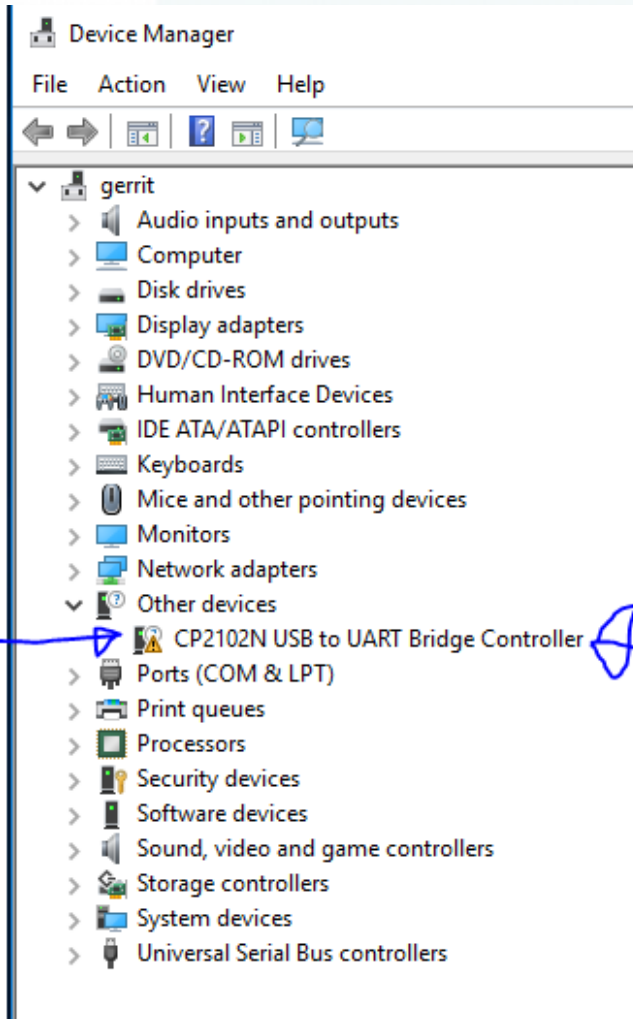 Device Manager
File Action View Help
gerrit
Audio inputs and outputs
Computer
Disk drives
Display adapters
DVD/CD-ROM drives
Human Interface Devices
IDE ATA/ATAPI controllers
Keyboards
Mice and other pointing devices
Monitors
Network adapters
Other devices
CP2102N USB to UART Bridge Controller
Ports (COM & LPT)
Print queues
Processors
Security devices
Software devices
Sound, video and game controllers
Storage controllers
System devices
Universal Serial Bus controllers